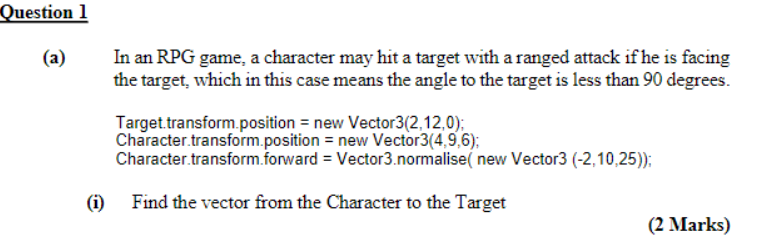 Question 1
(a) In an RPG game, a character may hit a target with a ranged attack if he is facing
the target, which in this case means the angle to the target is less than 90 degrees.
Target.transform.position = new Vector3(2,12,0);
Character.transform.position = new Vector3(4,9,6);
Character.transform.forward = Vector3.normalise( new Vector3 (-2,10,25));
(i) Find the vector from the Character to the Target
(2 Marks)